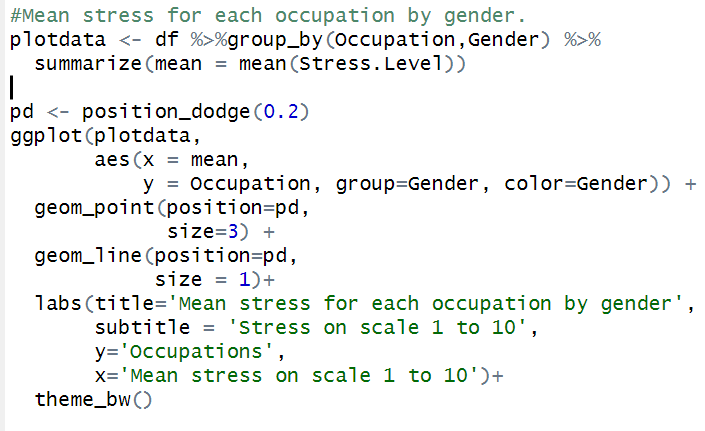 #Mean stress for each occupation by gender.
plotdata <- df %>%group_by(Occupation,Gender) %>%
  summarize(mean = mean(Stress.Level))
pd <- position_dodge(0.2)
ggplot(plotdata,
       aes(x = mean,
           y = Occupation, group=Gender, color=Gender)) +
  geom_point(position=pd,
             size=3) +
  geom_line(position=pd,
            size = 1)+
  labs(title='Mean stress for each occupation by gender',
       subtitle = 'Stress on scale 1 to 10',
       y='Occupations',
       x='Mean stress on scale 1 to 10')+
  theme_bw()